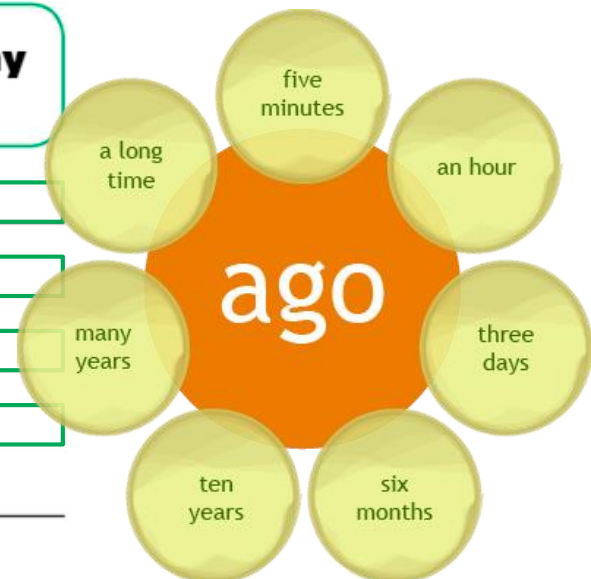 five
minutes
an hour
three
days
six
months
ten
years
many
years
a long
time
ago